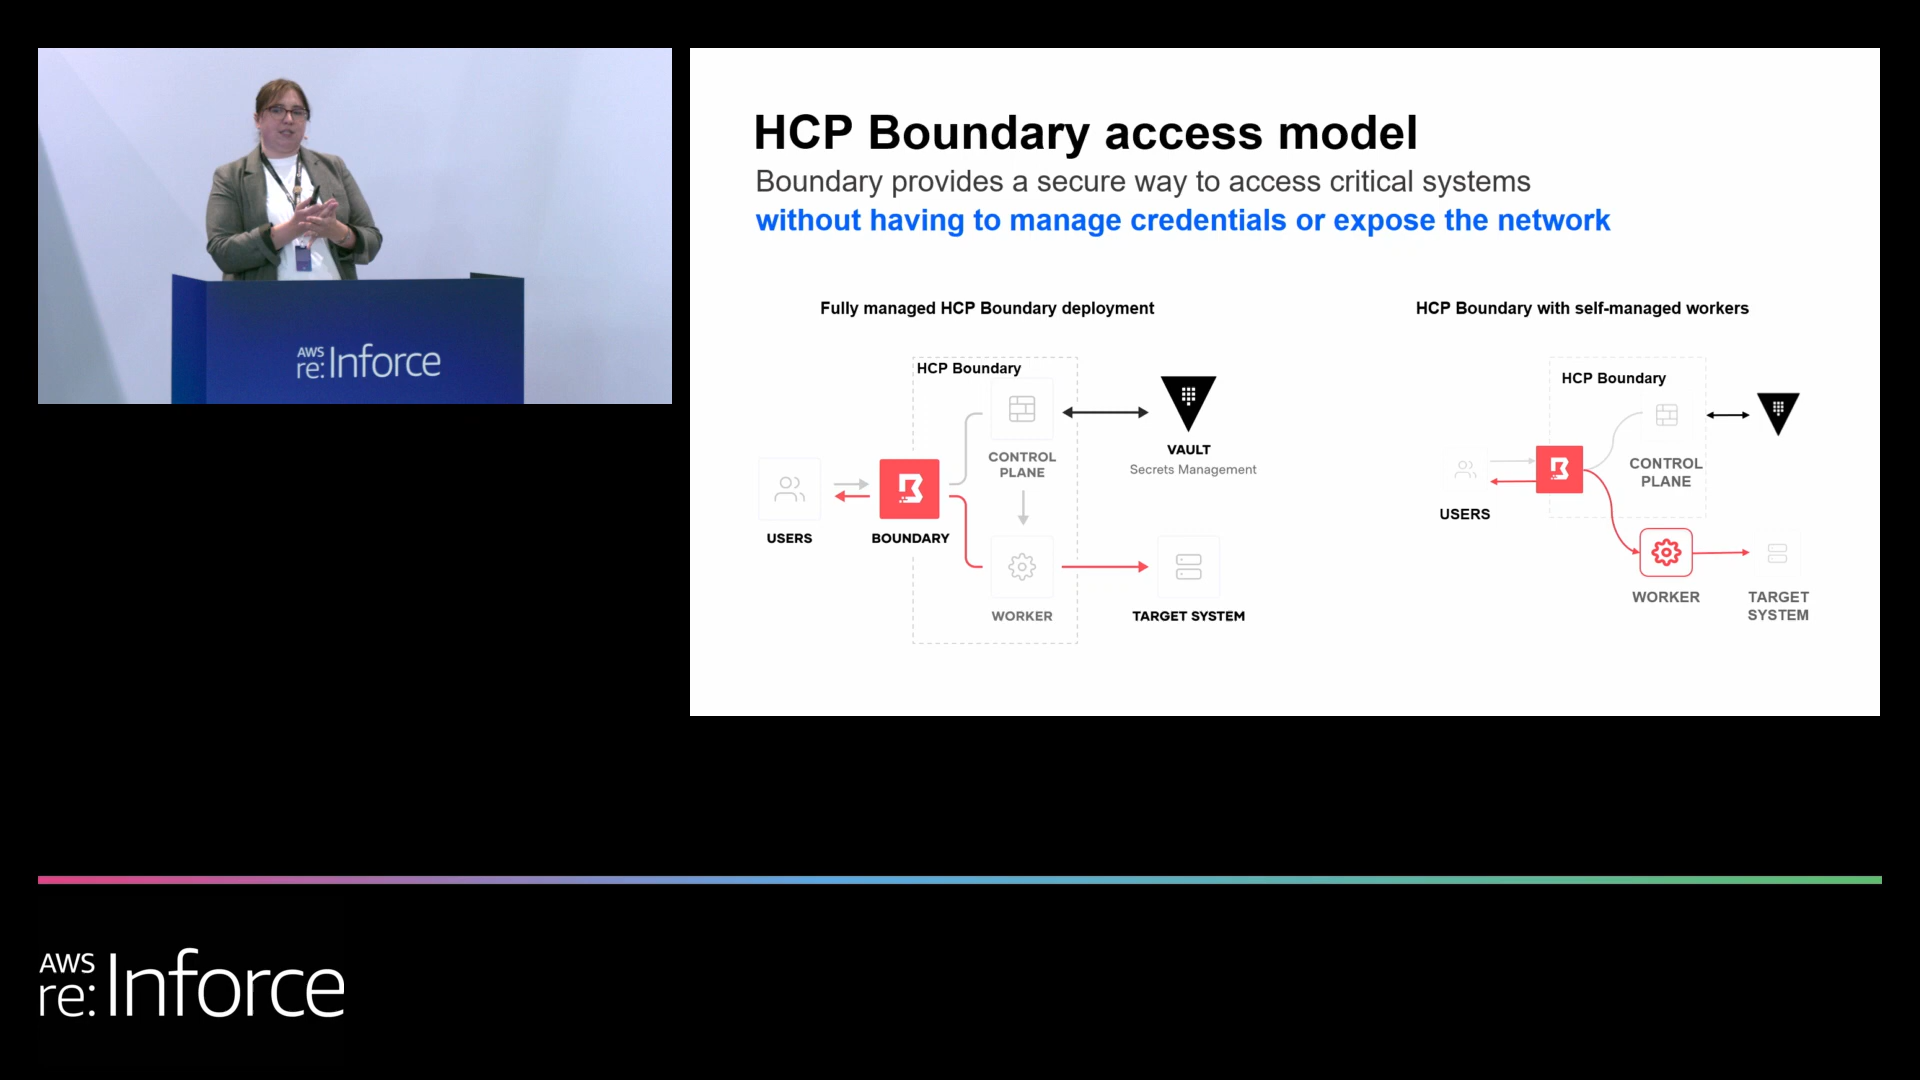 HCP Boundary access model
Boundary provides a secure way to access critical systems
without having to manage credentials or expose the network
Fully managed HCP Boundary deployment
HCP Boundary
CONTROL
PLANE
VAULT
Secrets Management
USERS
BOUNDARY
WORKER
TARGET SYSTEM
HCP Boundary with self-managed workers
HCP Boundary
CONTROL
PLANE
USERS
WORKER
TARGET
SYSTEM
AWS
re:Inforce
AWS
re:Inforce